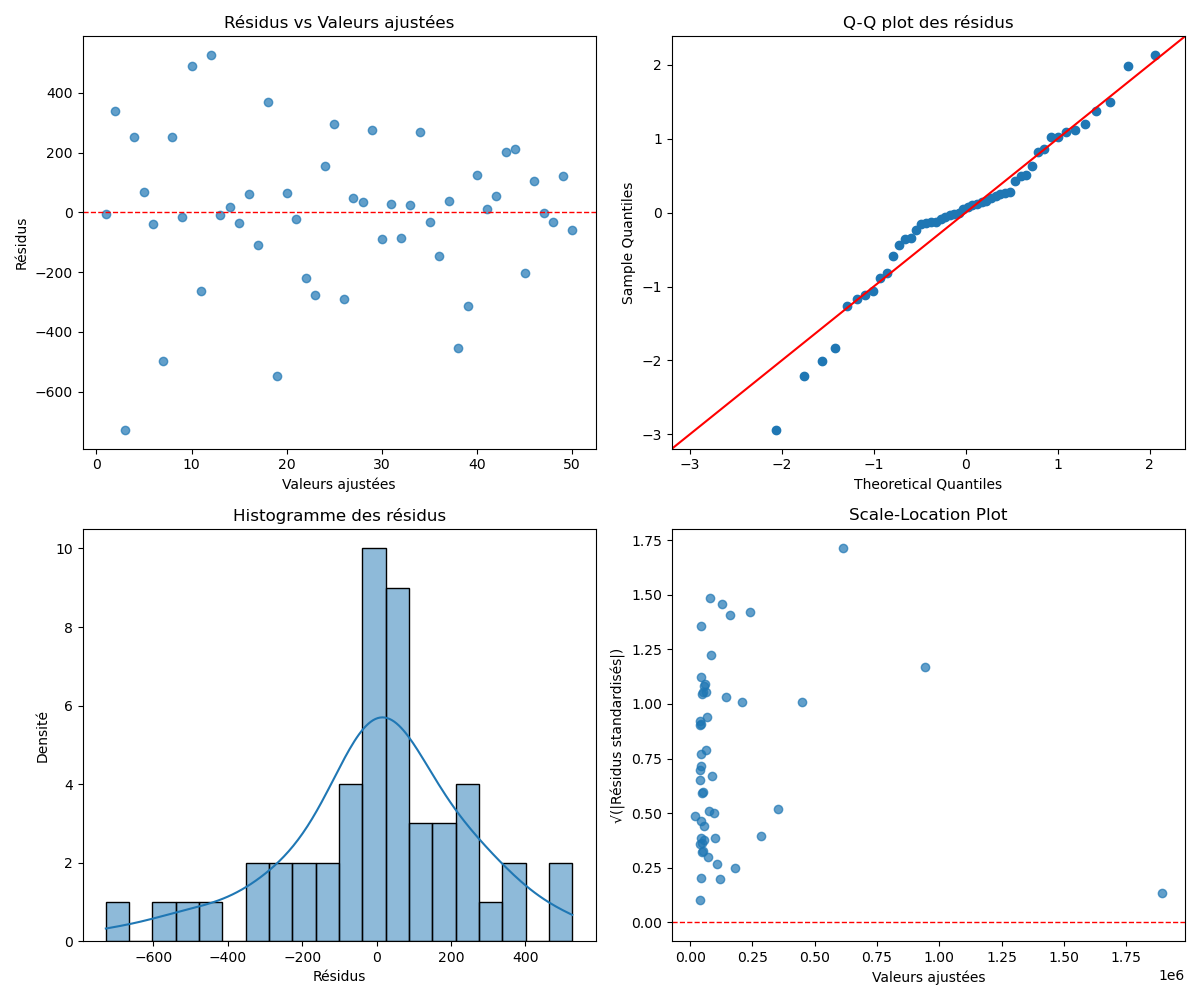 Résidus vs Valeurs ajustées
Résidus
400
200
0
−200
−400
−600
0 10 20 30 40 50
Valeurs ajustées
Q-Q plot des résidus
Sample Quantiles
2
1
0
−1
−2
−3
−3 −2 −1 0 1 2
Theoretical Quantiles
Histogramme des résidus
Densité
10
8
6
4
2
0
−600 −400 −200 0 200 400
Résidus
Scale-Location Plot
√(|Résidus standardisés|)
1.75
1.50
1.25
1.00
0.75
0.50
0.25
0.00
0.00 0.25 0.50 0.75 1.00 1.25 1.50 1.75
1e6
Valeurs ajustées